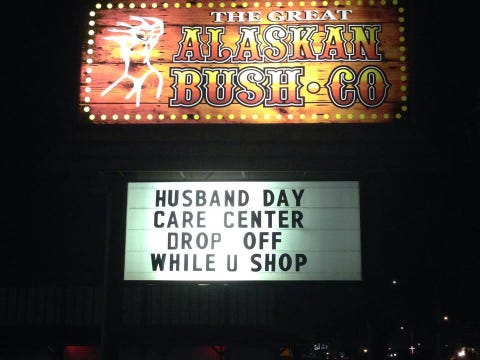 THE GREAT
ALASKAN
BUSH • CO
HUSBAND DAY
CARE CENTER
DROP OFF
WHILE U SHOP